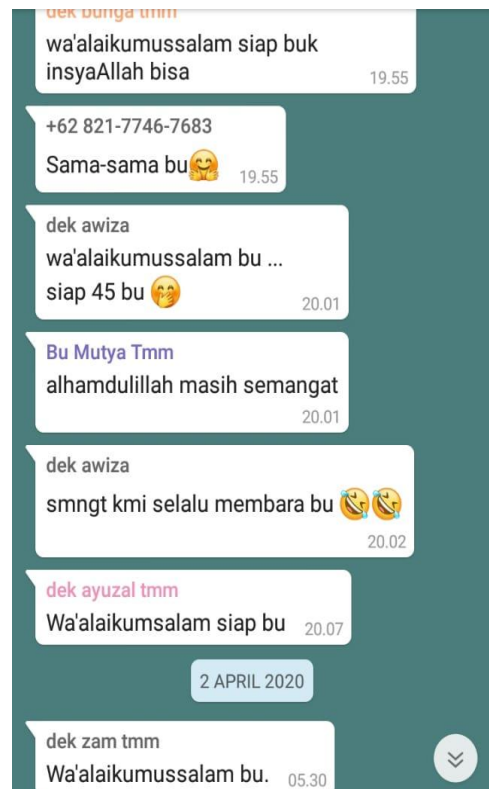 dek bunga tmm
wa'alaikumussalam siap buk
insyaAllah bisa
19.55
+62 821-7746-7683
Sama-sama bu🤗
19.55
dek awiza
wa'alaikumussalam bu ...
siap 45 bu 🤭
20.01
Bu Mutya Tmm
alhamdulillah masih semangat
20.01
dek awiza
smngt kmi selalu membara bu 🤣🤣
20.02
dek ayuzal tmm
Wa'alaikumsalam siap bu 20.07
2 APRIL 2020
dek zam tmm
Wa'alaikumussalam bu. 05.30